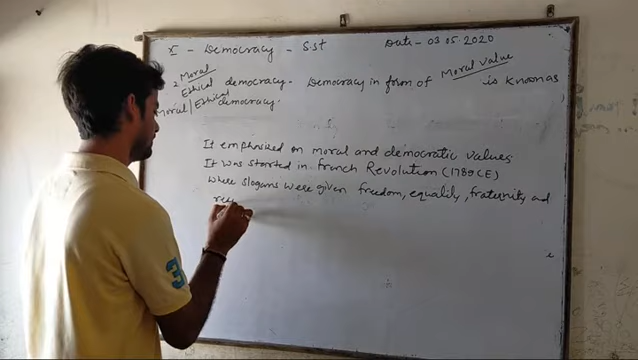 X - Democracy - S.St Date - 03.05.2020
2. Moral Ethical democracy. Democracy in form of Moral value is known as
Moral/Ethical democracy.
It emphasized on moral and democratic values.
It was started in French Revolution (1789 CE)
Where slogans were given freedom, equality, fraternity and
3